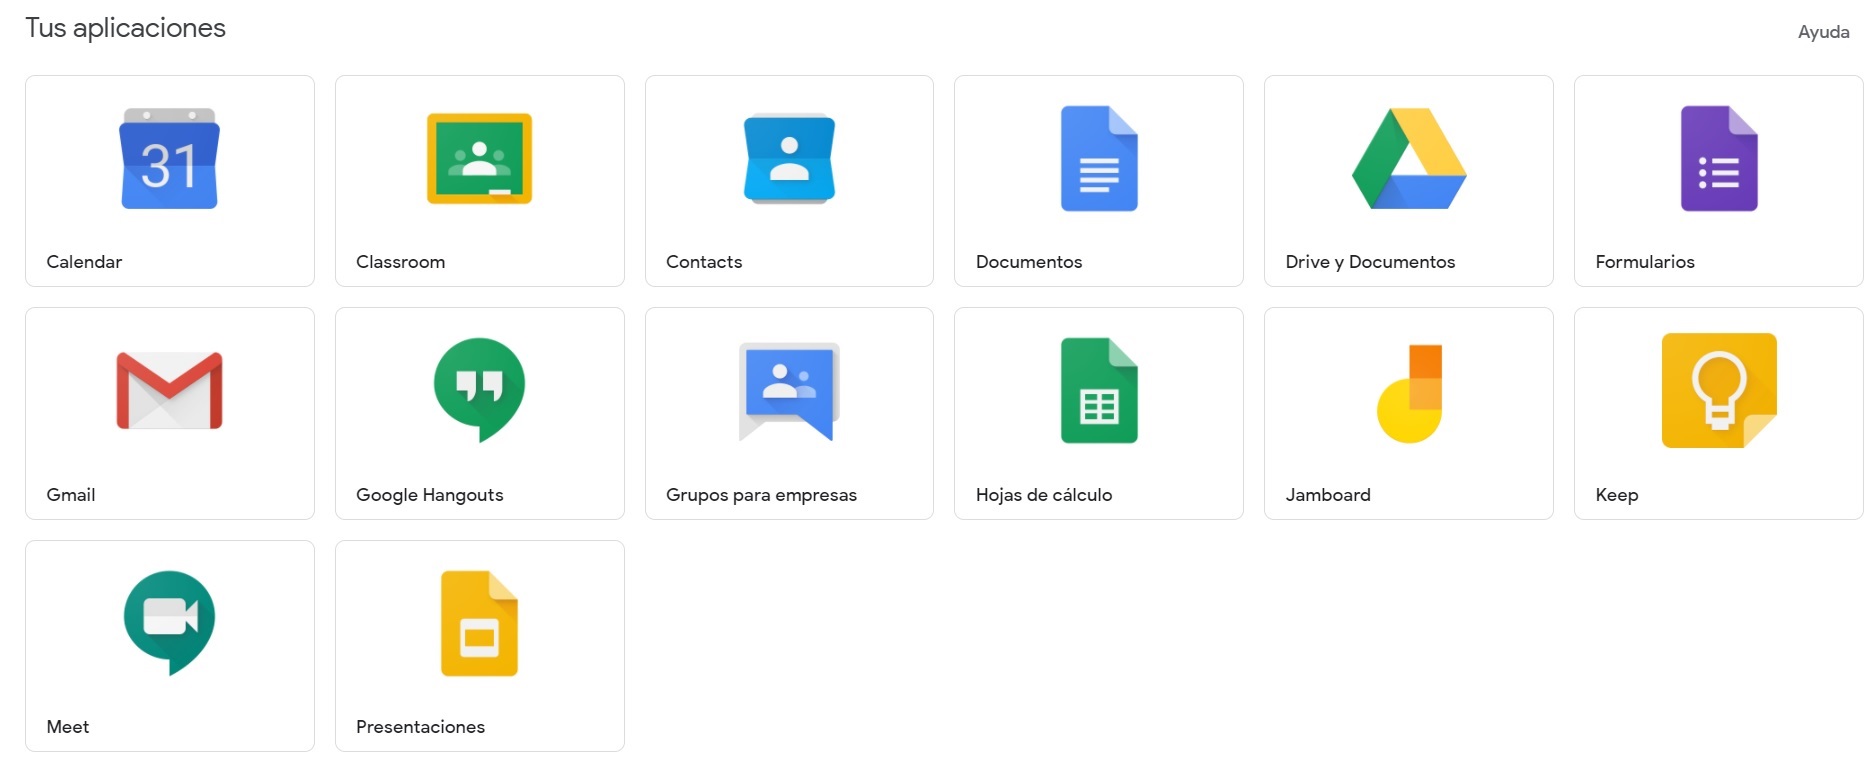 Tus aplicaciones
Ayuda
31
Calendar
Classroom
Contacts
Documentos
Drive y Documentos
Formularios
Gmail
Google Hangouts
Grupos para empresas
Hojas de cálculo
Jamboard
Keep
Meet
Presentaciones